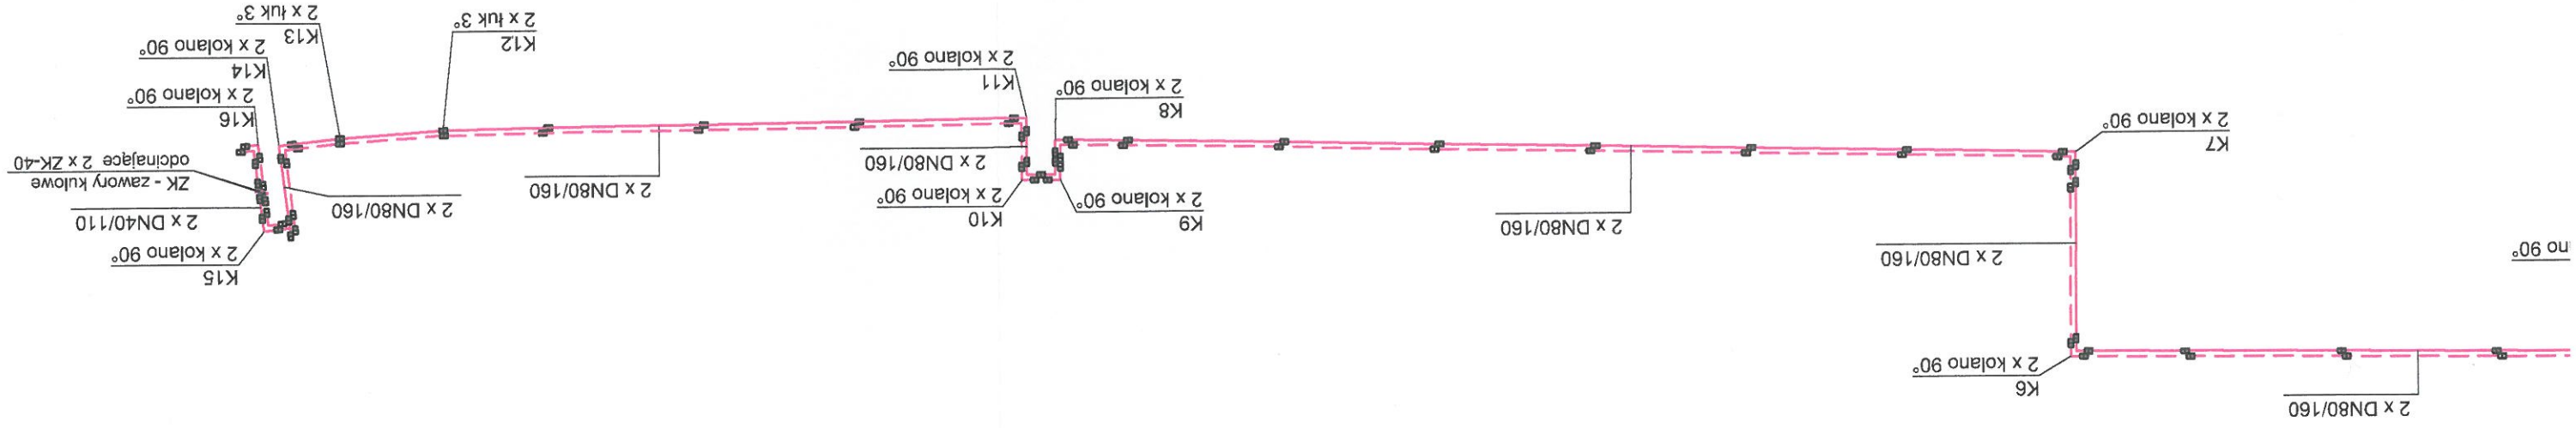 2 x DN80/160
K6
2 x kolano 90°
no 90°
2 x DN80/160
K7
2 x kolano 90°
2 x DN80/160
K9
2 x kolano 90°
K8
2 x kolano 90°
K10
2 x kolano 90°
2 x DN80/160
K11
2 x kolano 90°
2 x DN80/160
K12
2 x łuk 3°
K13
2 x łuk 3°
2 x DN80/160
K14
2 x kolano 90°
K15
2 x kolano 90°
2 x DN40/110
ZK - zawory kulowe
odcinające 2 x ZK-40
K16
2 x kolano 90°